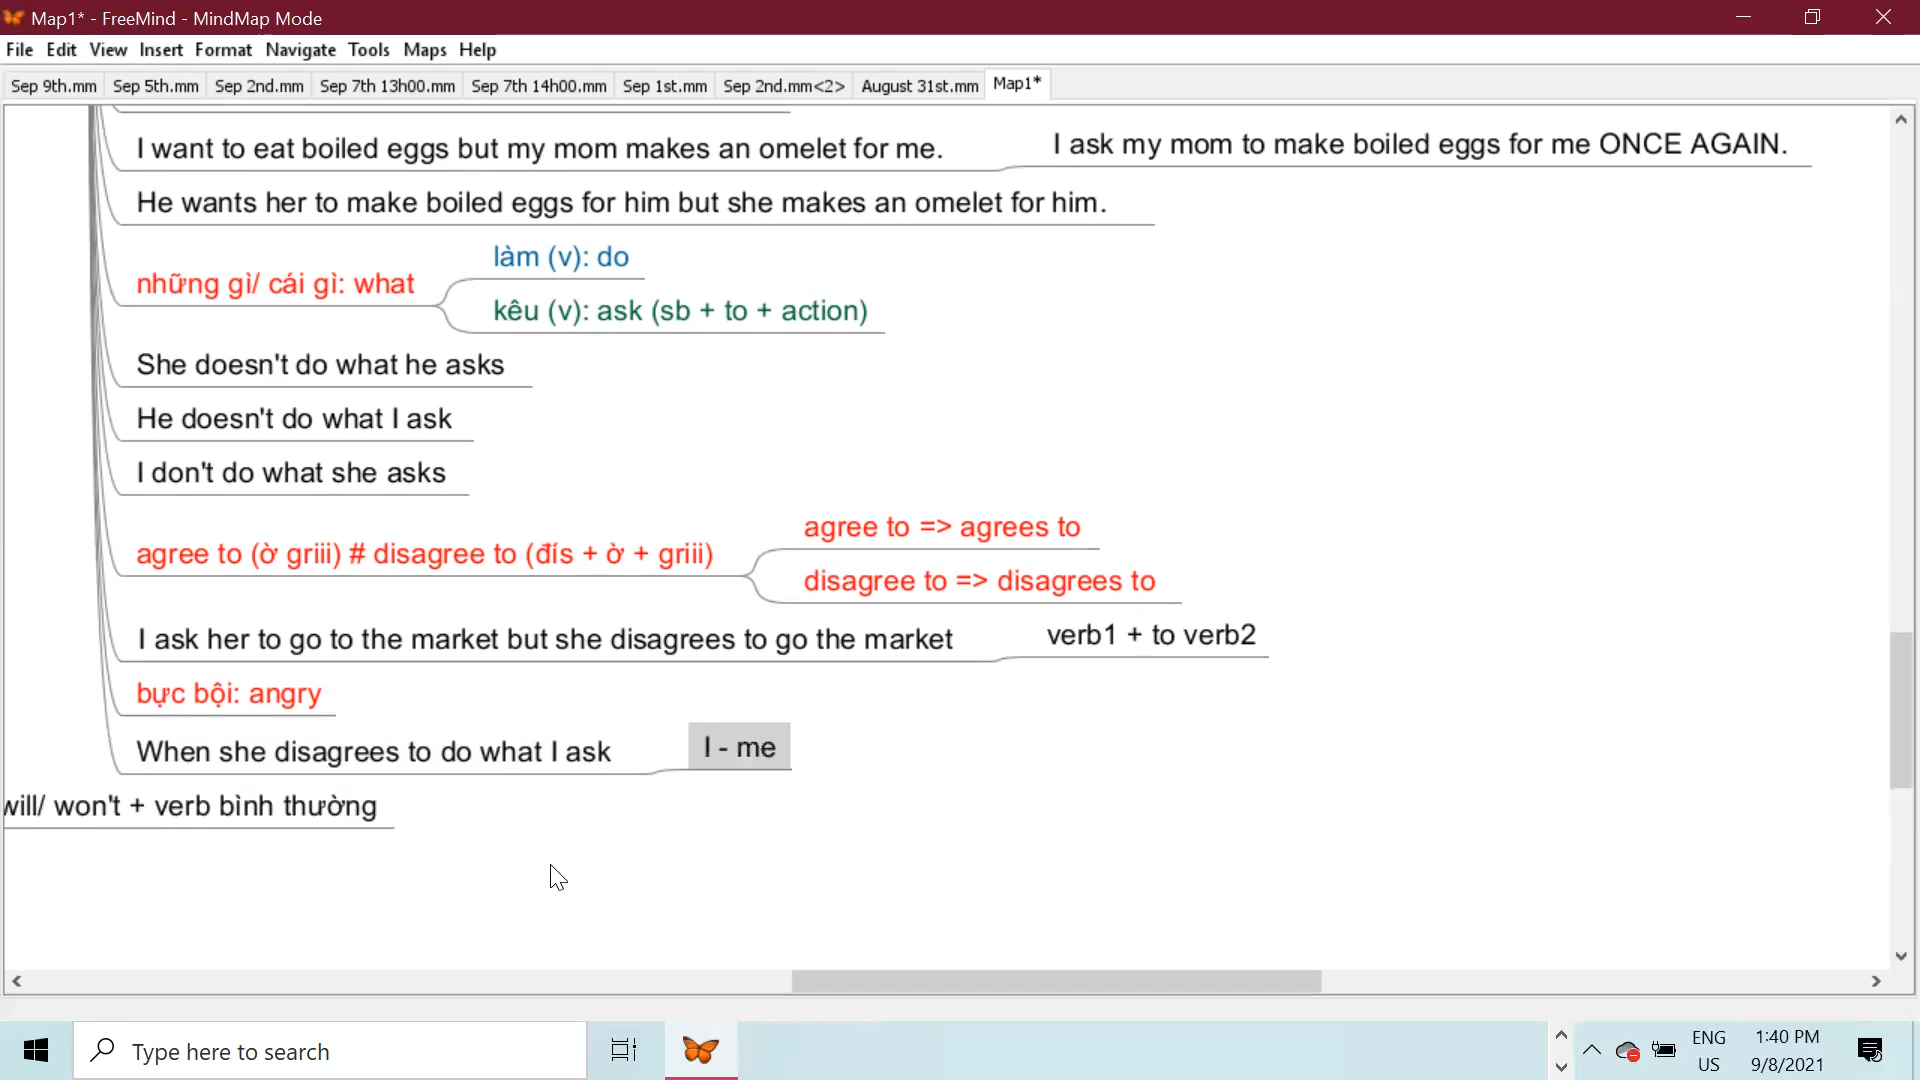 Map1* - FreeMind - MindMap Mode
File Edit View Insert Format Navigate Tools Maps Help
Sep 9th.mm Sep 5th.mm Sep 2nd.mm Sep 7th 13h00.mm Sep 7th 14h00.mm Sep 1st.mm Sep 2nd.mm<2> August 31st.mm Map1*
I want to eat boiled eggs but my mom makes an omelet for me. I ask my mom to make boiled eggs for me ONCE AGAIN.
He wants her to make boiled eggs for him but she makes an omelet for him.
làm (v): do
những gì/ cái gì: what
kêu (v): ask (sb + to + action)
She doesn't do what he asks
He doesn't do what I ask
I don't do what she asks
agree to => agrees to
agree to (ờ griii) # disagree to (đís + ờ + griii)
disagree to => disagrees to
I ask her to go to the market but she disagrees to go the market verb1 + to verb2
bực bội: angry
When she disagrees to do what I ask I - me
will/ won't + verb bình thường
Type here to search
ENG
US
1:40 PM
9/8/2021